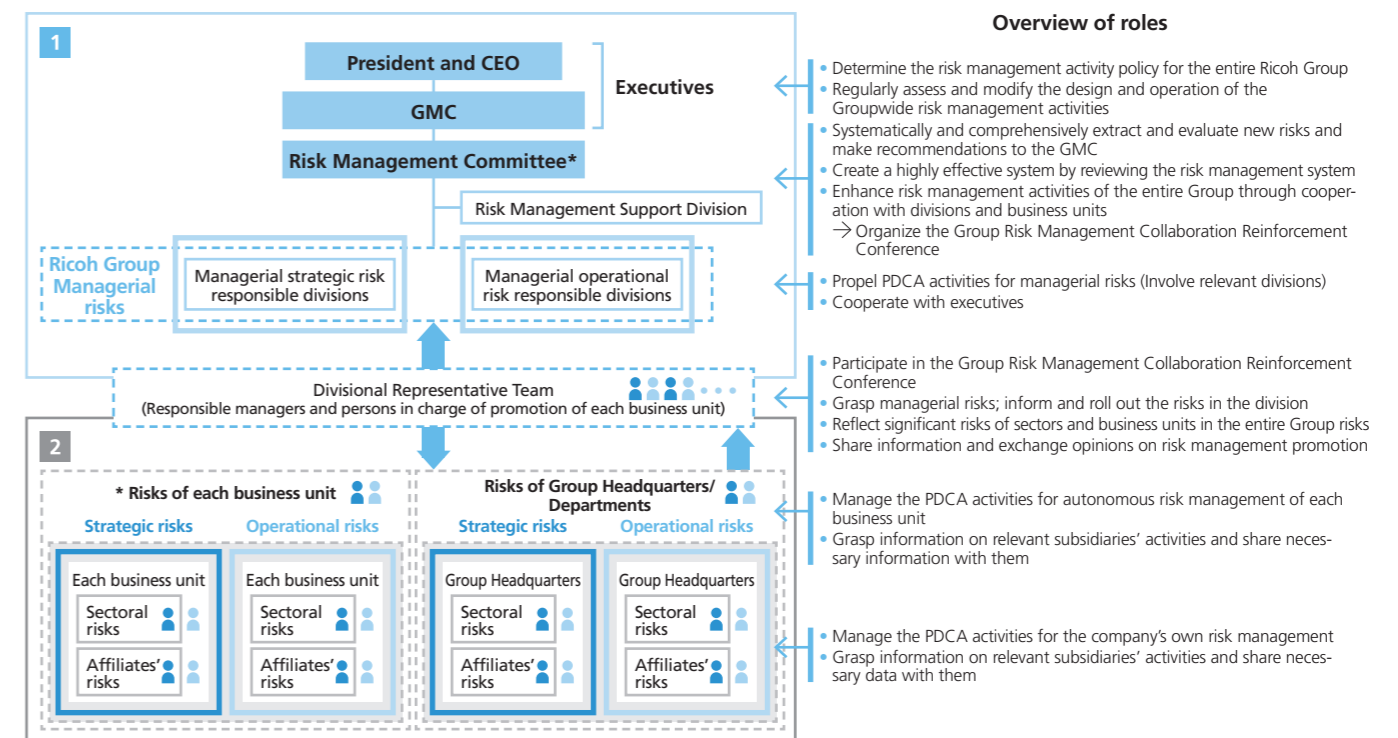 Overview of roles
1
President and CEO
GMC
Executives
Risk Management Committee*
Risk Management Support Division
Ricoh Group
Managerial
risks
Managerial strategic risk
responsible divisions
Managerial operational
risk responsible divisions
• Determine the risk management activity policy for the entire Ricoh Group
• Regularly assess and modify the design and operation of the
Groupwide risk management activities
• Systematically and comprehensively extract and evaluate new risks and
make recommendations to the GMC
• Create a highly effective system by reviewing the risk management system
• Enhance risk management activities of the entire Group through cooper-
ation with divisions and business units
→ Organize the Group Risk Management Collaboration Reinforcement
Conference
• Propel PDCA activities for managerial risks (Involve relevant divisions)
• Cooperate with executives
Divisional Representative Team
(Responsible managers and persons in charge of promotion of each business unit)
• Participate in the Group Risk Management Collaboration Reinforcement
Conference
• Grasp managerial risks; inform and roll out the risks in the division
• Reflect significant risks of sectors and business units in the entire Group risks
• Share information and exchange opinions on risk management promotion
2
* Risks of each business unit
Strategic risks
Operational risks
Each business unit
Sectoral
risks
Affiliates'
risks
Each business unit
Sectoral
risks
Affiliates'
risks
Risks of Group Headquarters/
Departments
Strategic risks
Operational risks
Group Headquarters
Sectoral
risks
Affiliates'
risks
Group Headquarters
Sectoral
risks
Affiliates'
risks
• Manage the PDCA activities for autonomous risk management of each
business unit
• Grasp information on relevant subsidiaries' activities and share neces-
sary information with them
• Manage the PDCA activities for the company's own risk management
• Grasp information on relevant subsidiaries' activities and share neces-
sary data with them